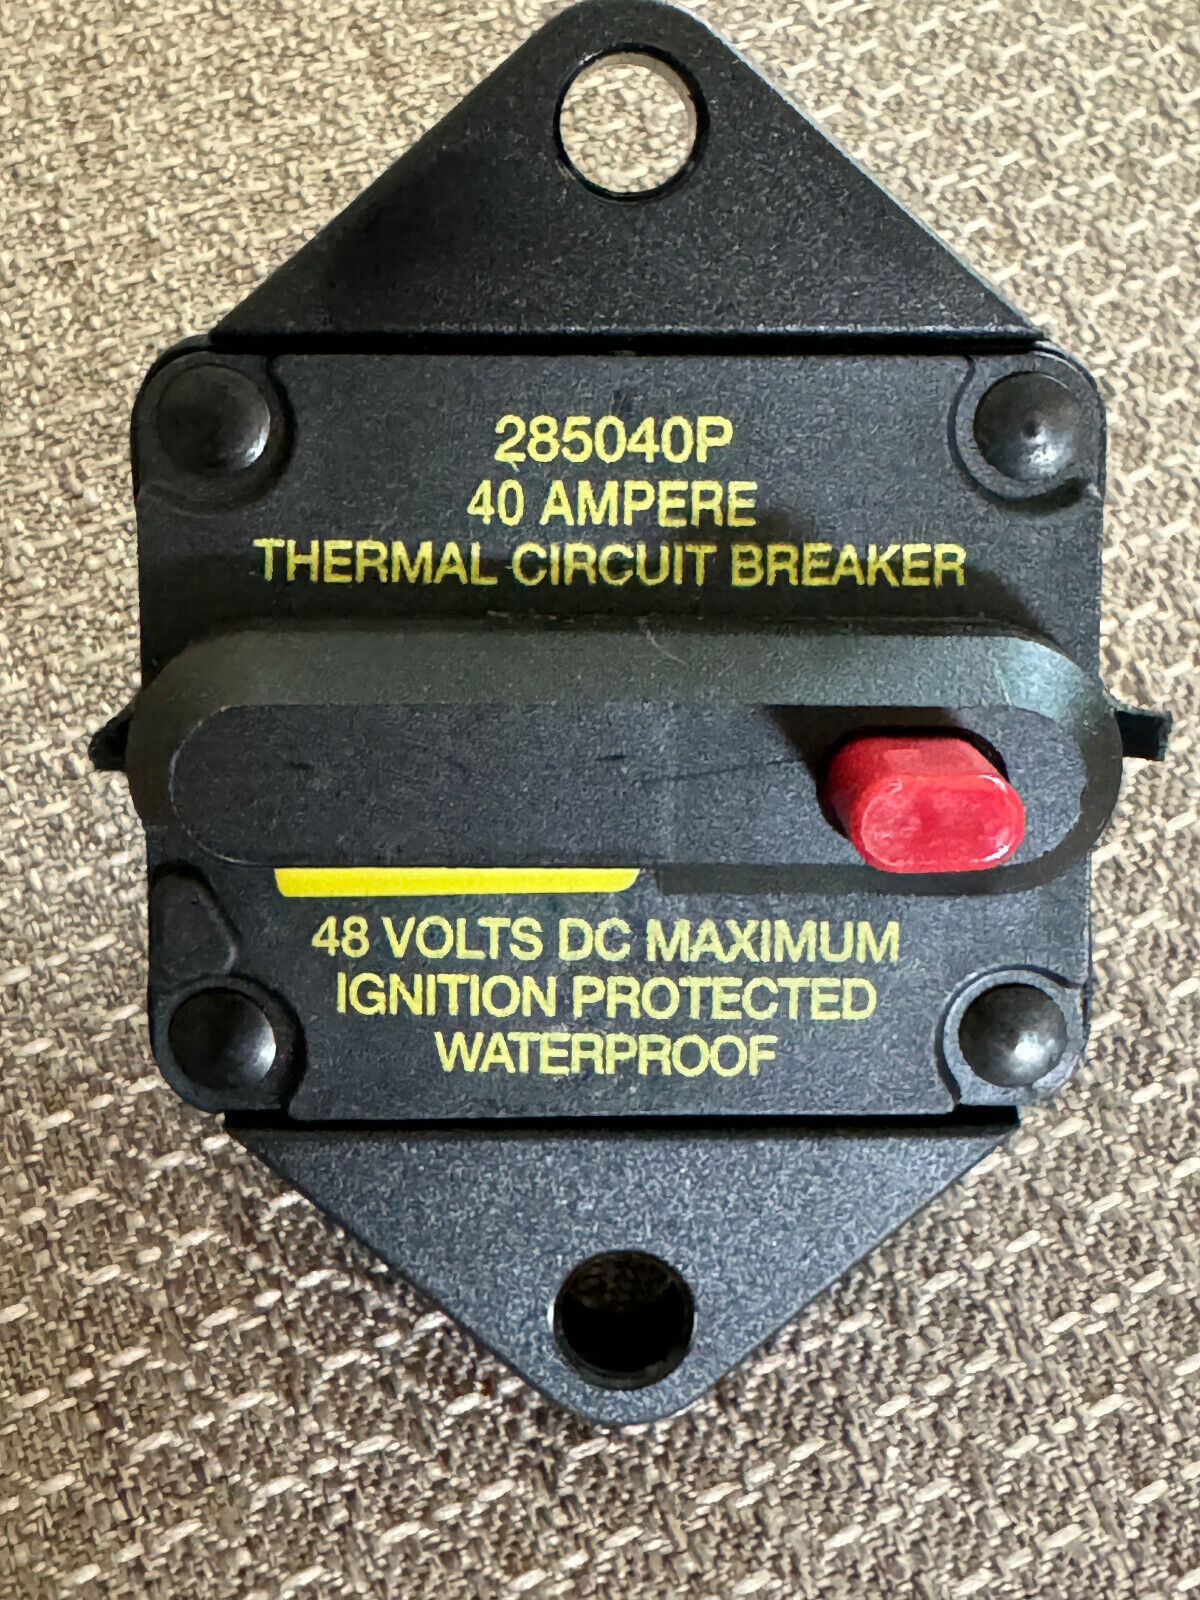 285040P
40 AMPERE
THERMAL CIRCUIT BREAKER
48 VOLTS DC MAXIMUM
IGNITION PROTECTED
WATERPROOF